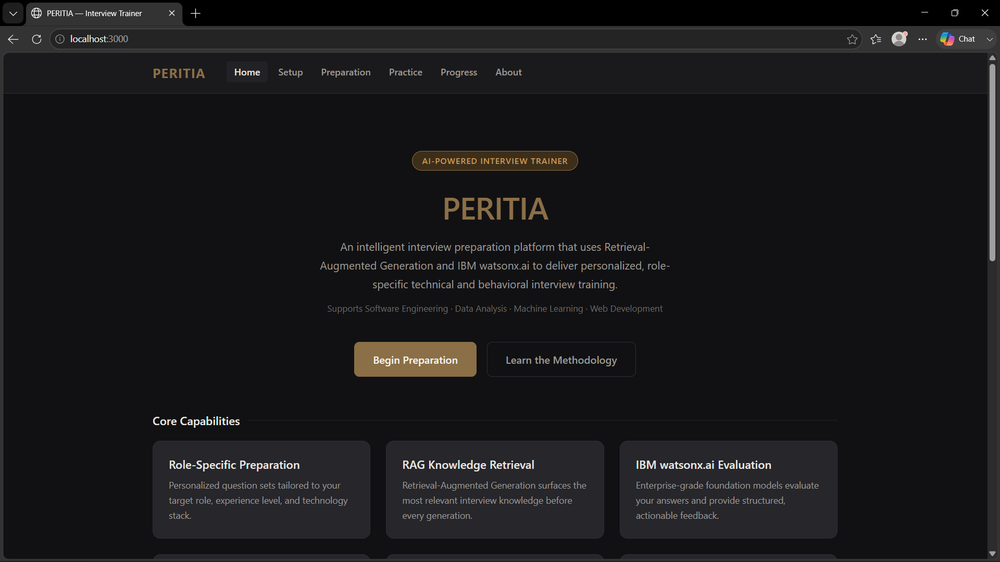 PERITIA — Interview Trainer
localhost:3000
Chat
PERITIA
Home
Setup
Preparation
Practice
Progress
About
AI-POWERED INTERVIEW TRAINER
PERITIA
An intelligent interview preparation platform that uses Retrieval-
Augmented Generation and IBM watsonx.ai to deliver personalized, role-
specific technical and behavioral interview training.
Supports Software Engineering · Data Analysis · Machine Learning · Web Development
Begin Preparation
Learn the Methodology
Core Capabilities
Role-Specific Preparation
Personalized question sets tailored to your
target role, experience level, and technology
stack.
RAG Knowledge Retrieval
Retrieval-Augmented Generation surfaces the
most relevant interview knowledge before
every generation.
IBM watsonx.ai Evaluation
Enterprise-grade foundation models evaluate
your answers and provide structured,
actionable feedback.